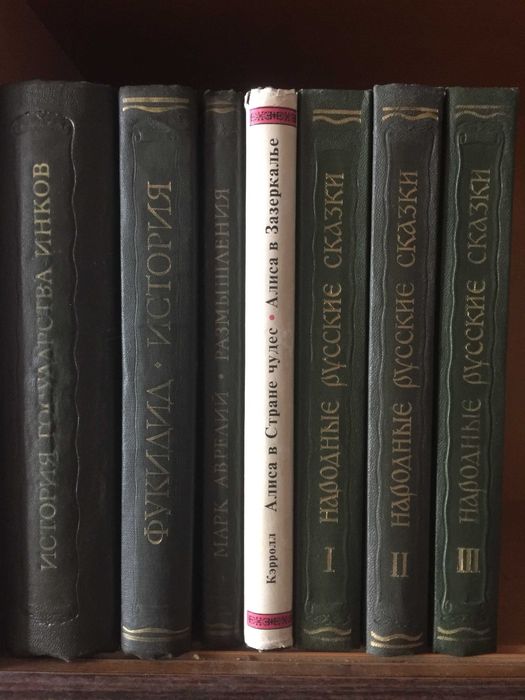 ИСТОРИЯ ГОСУДАРСТВА ИНКОВ
ФУКИДИД · ИСТОРИЯ
МАРК АВРЕЛИЙ · РАЗМЫШЛЕНИЯ
Кэрролл Алиса в Стране чудес • Алиса в Зазеркалье
I НАРОДНЫЕ РУССКИЕ СКАЗКИ
II НАРОДНЫЕ РУССКИЕ СКАЗКИ
III НАРОДНЫЕ РУССКИЕ СКАЗКИ